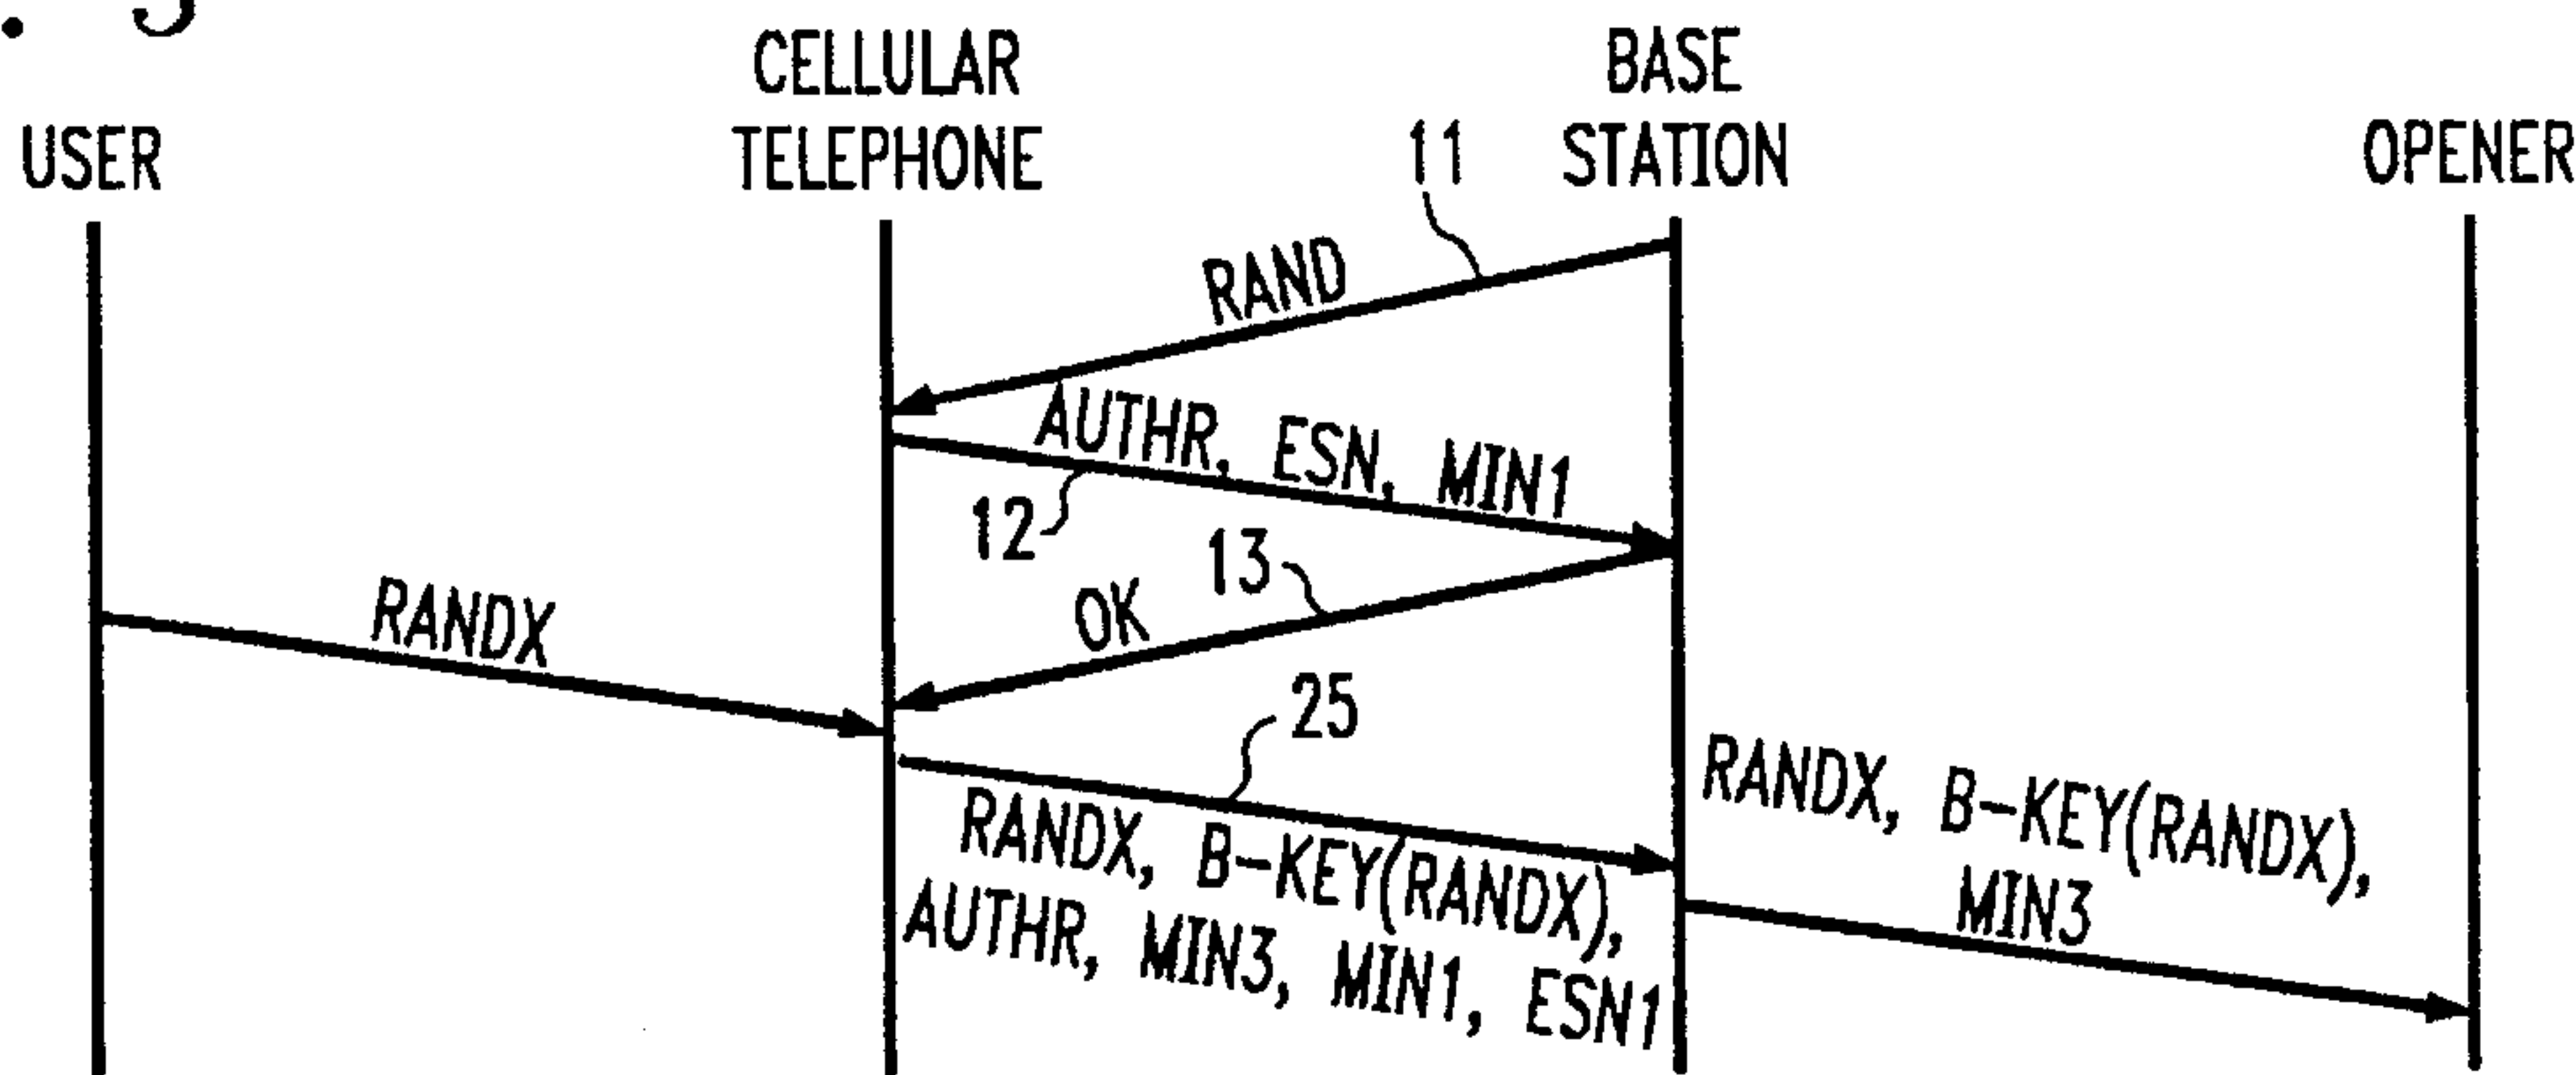 CELLULAR
TELEPHONE
BASE
STATION
USER
OPENER
11
RAND
AUTHR, ESN, MIN1
12
13
OK
RANDX
25
RANDX, B-KEY(RANDX),
AUTHR, MIN3, MIN1, ESN1
RANDX, B-KEY(RANDX),
MIN3